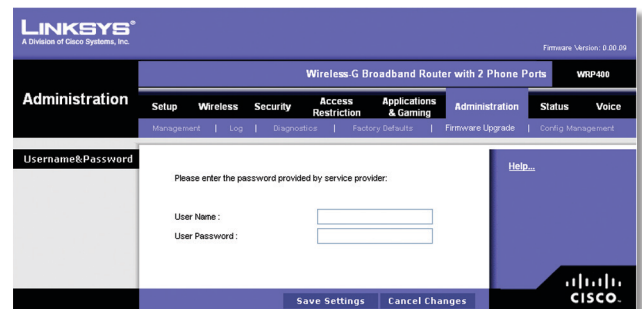 LINKSYS®
A Division of Cisco Systems, Inc.
Firmware Version: 0.00.09
Wireless-G Broadband Router with 2 Phone Ports WRP400
Administration
Setup Wireless Security Access Restriction Applications & Gaming Administration Status Voice
Management | Log | Diagnostics | Factory Defaults | Firmware Upgrade | Config Management
Username&Password
Please enter the password provided by service provider:
Help...
User Name :
User Password :
Save Settings Cancel Changes
CISCO.